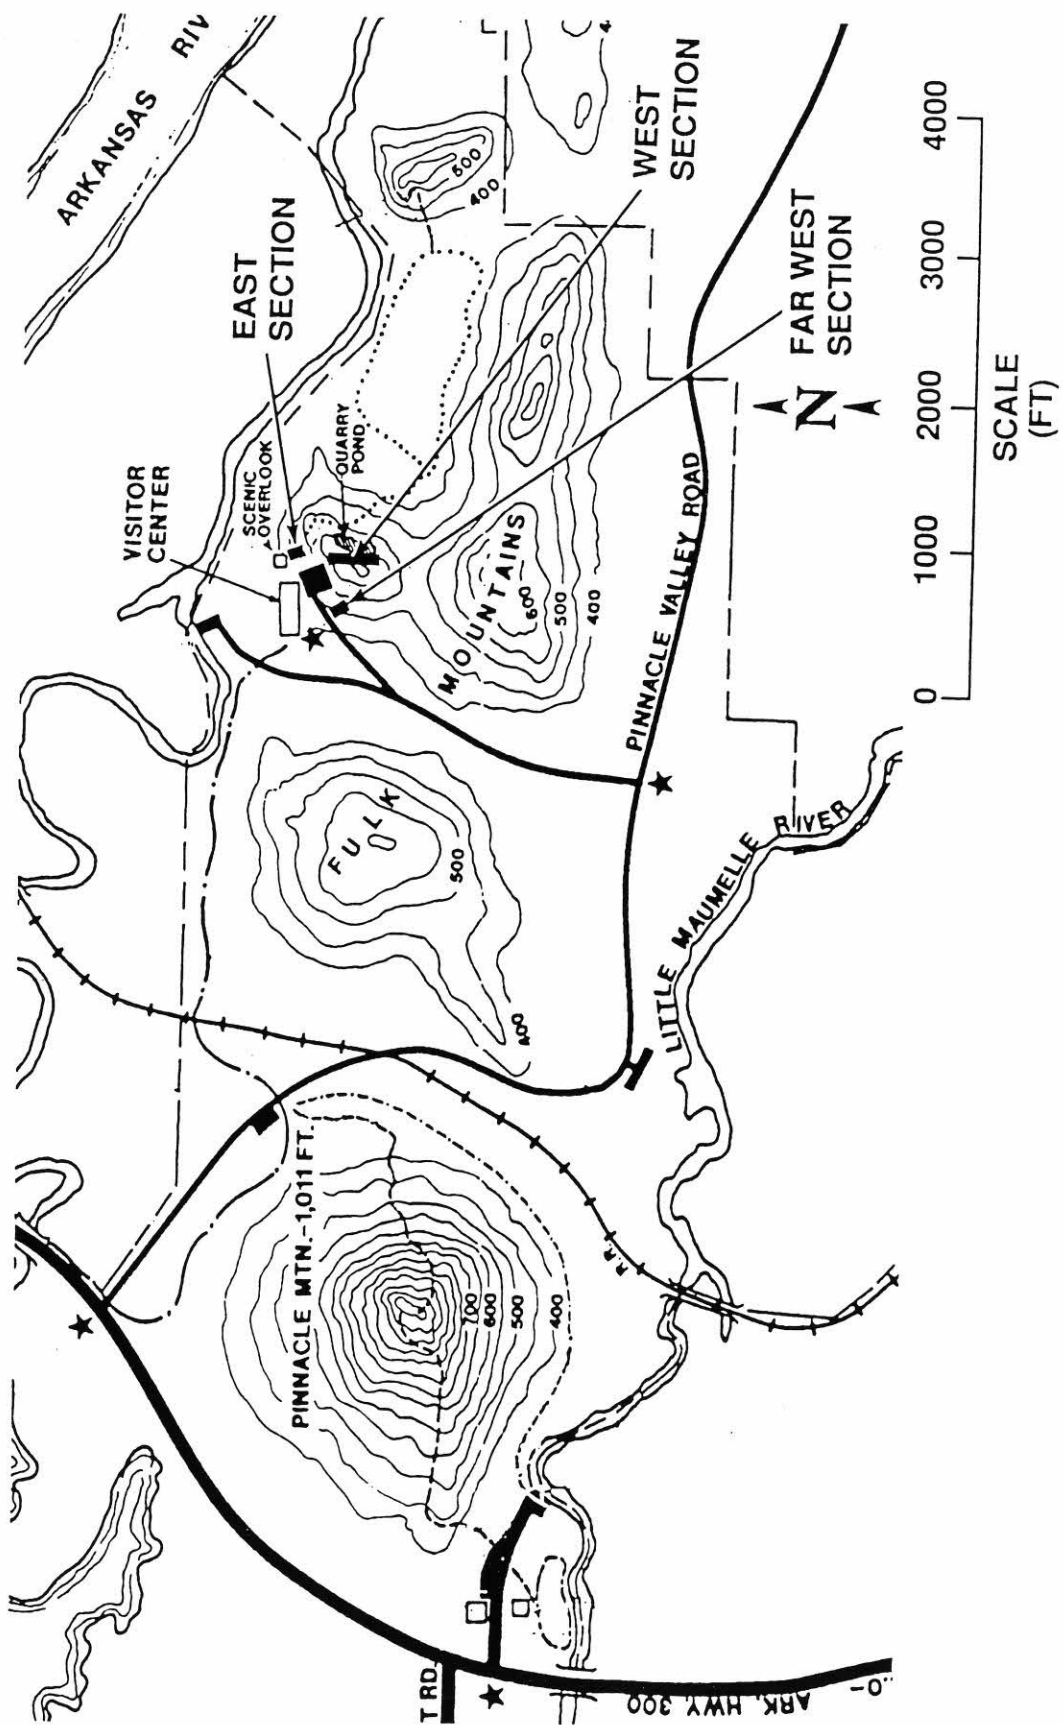 ARKANSAS RIV
EAST
SECTION
WEST
SECTION
FAR WEST
SECTION
VISITOR
CENTER
SCENIC
OVERLOOK
QUARRY
POND
500
400
MOUNTAINS
600
500
400
FULK
500
400
PINNACLE VALLEY ROAD
LITTLE MAUMELLE RIVER
PINNACLE MTN.-1,011 FT.
700
600
500
400
R.R.
T RD.
ARK. HWY. 300
N
0 1000 2000 3000 4000
SCALE
(FT)